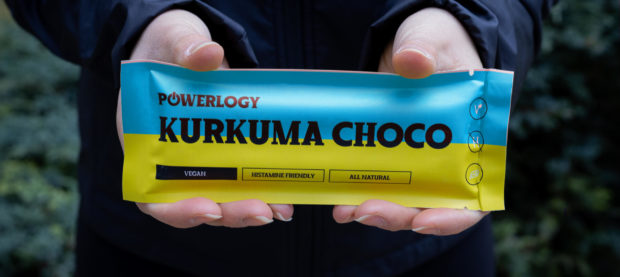 POWERLOGY
KURKUMA CHOCO
VEGAN HISTAMINE FRIENDLY ALL NATURAL